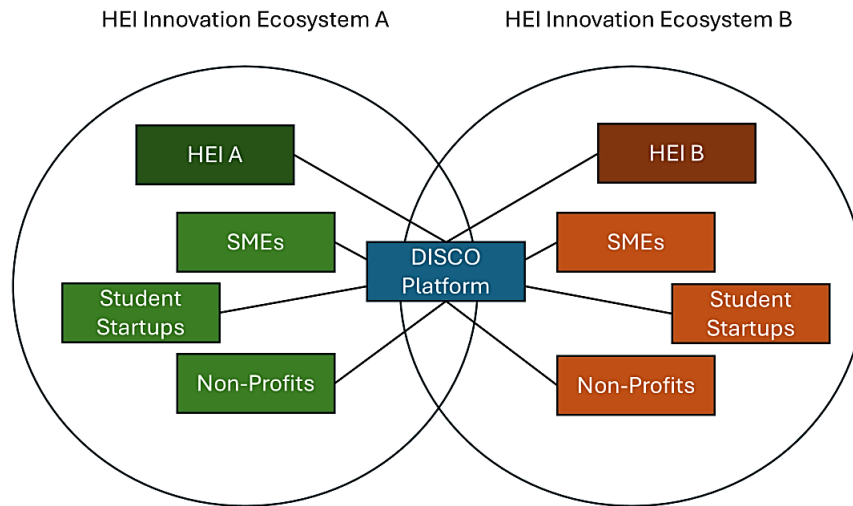 HEI Innovation Ecosystem A
HEI Innovation Ecosystem B
HEI A
HEI B
SMEs
SMEs
DISCO
Platform
Student
Startups
Student
Startups
Non-Profits
Non-Profits